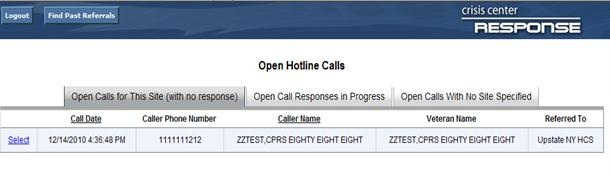 Logout Find Past Referrals crisis center
RESPONSE
Open Hotline Calls
Open Calls for This Site (with no response) Open Call Responses in Progress Open Calls With No Site Specified
Call Date Caller Phone Number Caller Name Veteran Name Referred To
Select 12/14/2010 4:36:48 PM 1111111212 ZZTEST,CPRS EIGHTY EIGHT EIGHT ZZTEST,CPRS EIGHTY EIGHT EIGHT Upstate NY HCS